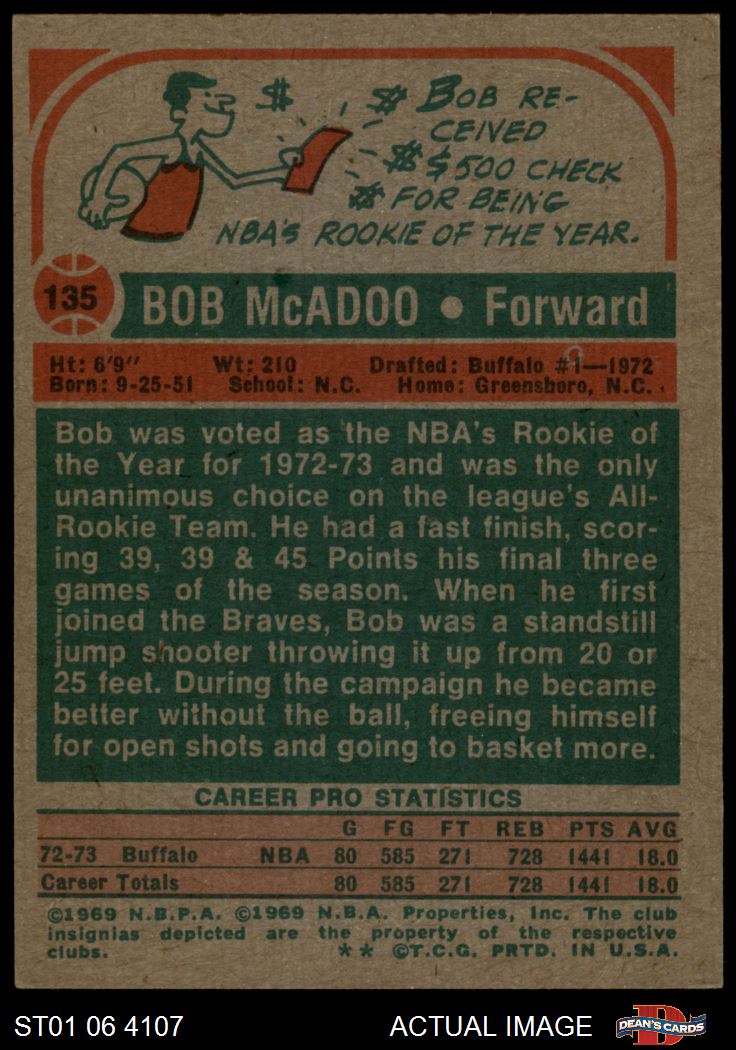 $ $ BOB RE-
CEIVED
$ $500 CHECK
$ FOR BEING
NBA'S ROOKIE OF THE YEAR.
135 BOB McADOO • Forward
Ht: 6'9" Wt: 210 Drafted: Buffalo #1—1972
Born: 9-25-51 School: N.C. Home: Greensboro, N.C.
Bob was voted as the NBA's Rookie of
the Year for 1972-73 and was the only
unanimous choice on the league's All-
Rookie Team. He had a fast finish, scor-
ing 39, 39 & 45 Points his final three
games of the season. When he first
joined the Braves, Bob was a standstill
jump shooter throwing it up from 20 or
25 feet. During the campaign he became
better without the ball, freeing himself
for open shots and going to basket more.
CAREER PRO STATISTICS
G FG FT REB PTS AVG
72-73 Buffalo NBA 80 585 271 728 1441 18.0
Career Totals 80 585 271 728 1441 18.0
©1969 N.B.P.A. ©1969 N.B.A. Properties, Inc. The club
insignias depicted are the property of the respective
clubs. ** ©T.C.G. PRTD. IN U.S.A.
ST01 06 4107 ACTUAL IMAGE D DEAN'S CARDS